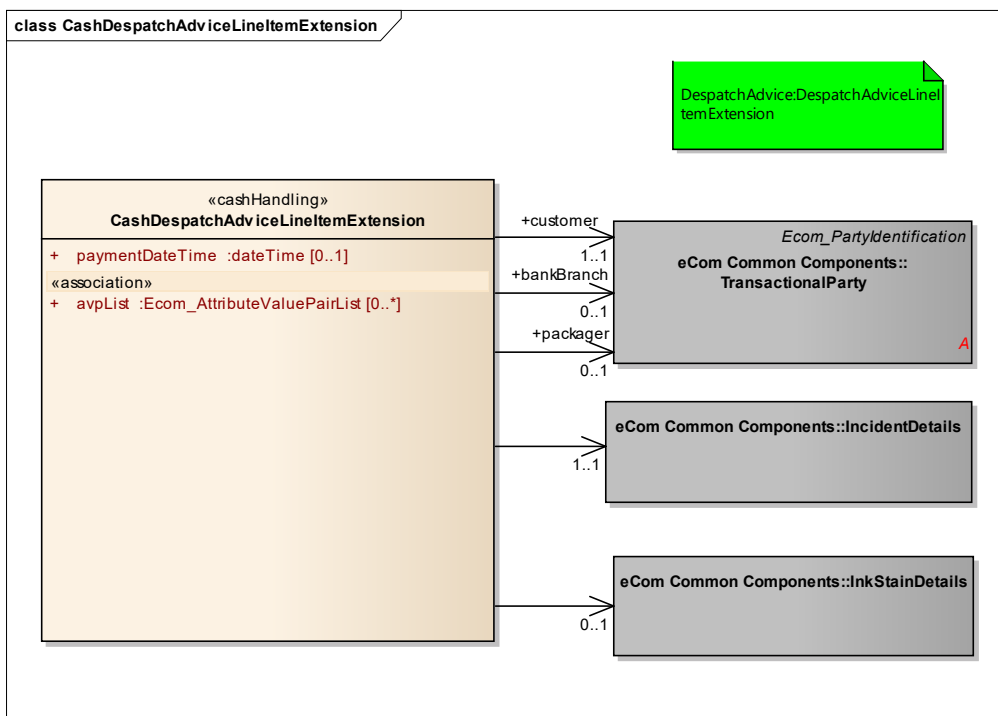 class CashDespatchAdviceLineItemExtension
DespatchAdvice:DespatchAdviceLineI
temExtension
«cashHandling»
CashDespatchAdviceLineItemExtension
+ paymentDateTime :dateTime [0..1]
«association»
+ avpList :Ecom_AttributeValuePairList [0..*]
+customer
1..1
+bankBranch
0..1
+packager
0..1
Ecom_PartyIdentification
eCom Common Components::
TransactionalParty
A
eCom Common Components::IncidentDetails
1..1
eCom Common Components::InkStainDetails
0..1